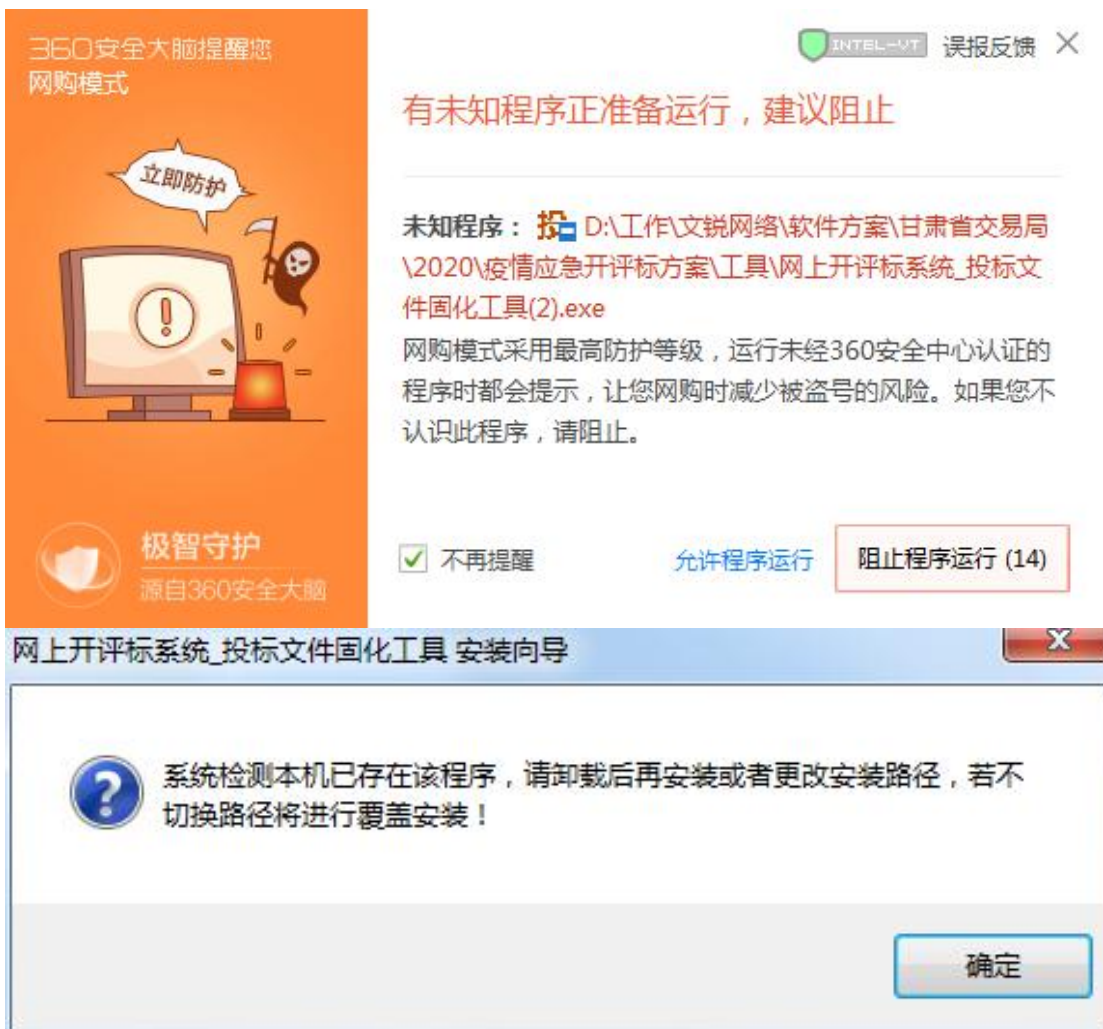 360安全大脑提醒您
网购模式
INTEL-VT 误报反馈
有未知程序正准备运行，建议阻止
立即防护
未知程序： D:\工作\文锐网络\软件方案\甘肃省交易局
\2020\疫情应急开评标方案\工具\网上开评标系统_投标文
件固化工具(2).exe
网购模式采用最高防护等级，运行未经360安全中心认证的
程序时都会提示，让您网购时减少被盗号的风险。如果您不
认识此程序，请阻止。
不再提醒 允许程序运行 阻止程序运行 (14)
极智守护
源自360安全大脑
网上开评标系统_投标文件固化工具 安装向导
系统检测本机已存在该程序，请卸载后再安装或者更改安装路径，若不
切换路径将进行覆盖安装！
确定